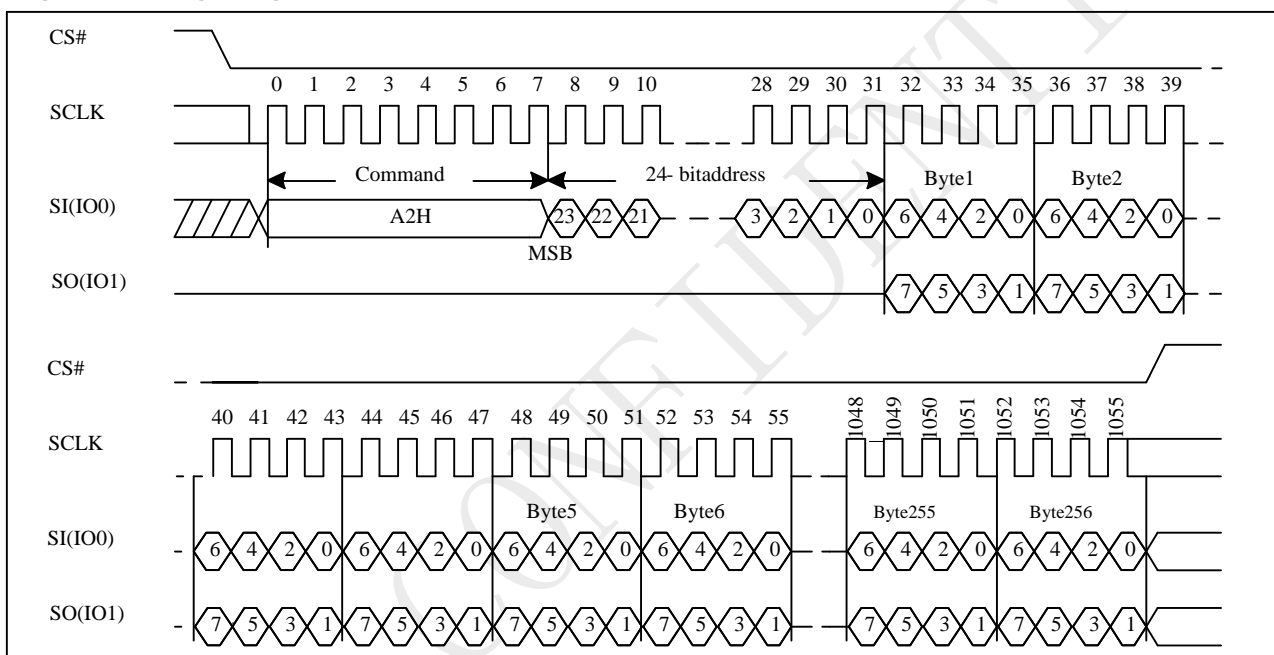 CS#
0 1 2 3 4 5 6 7 8 9 10 28 29 30 31 32 33 34 35 36 37 38 39
SCLK
Command 24- bitaddress Byte1 Byte2
SI(IO0) A2H 23 22 21 3 2 1 0 6 4 2 0 6 4 2 0
MSB
SO(IO1) 7 5 3 1 7 5 3 1
CS#
40 41 42 43 44 45 46 47 48 49 50 51 52 53 54 55 1048 1049 1050 1051 1052 1053 1054 1055
SCLK
Byte5 Byte6 Byte255 Byte256
SI(IO0) 6 4 2 0 6 4 2 0 6 4 2 0 6 4 2 0 6 4 2 0 6 4 2 0
SO(IO1) 7 5 3 1 7 5 3 1 7 5 3 1 7 5 3 1 7 5 3 1 7 5 3 1
CONFIDENT